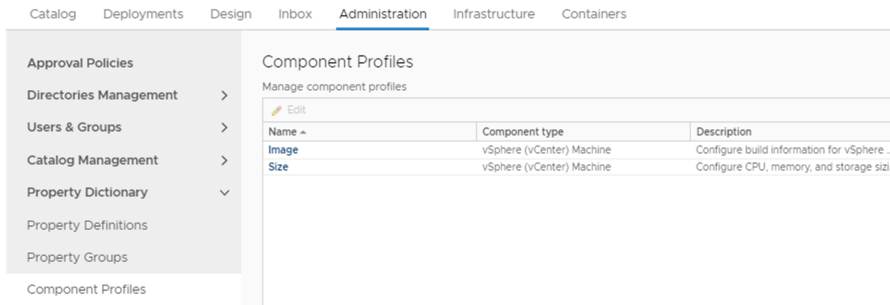 Catalog Deployments Design Inbox Administration Infrastructure Containers
Approval Policies
Directories Management
Users & Groups
Catalog Management
Property Dictionary
Property Definitions
Property Groups
Component Profiles
Component Profiles
Manage component profiles
Edit
Name Component type Description
Image vSphere (vCenter) Machine Configure build information for vSphere ..
Size vSphere (vCenter) Machine Configure CPU, memory, and storage sizi